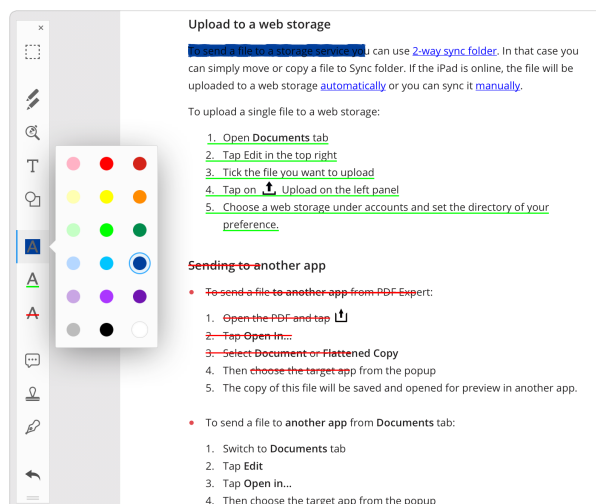 Upload to a web storage
To send a file to a storage service you can use 2-way sync folder. In that case you
can simply move or copy a file to Sync folder. If the iPad is online, the file will be
uploaded to a web storage automatically or you can sync it manually.
To upload a single file to a web storage:
1. Open Documents tab
2. Tap Edit in the top right
3. Tick the file you want to upload
4. Tap on Upload on the left panel
5. Choose a web storage under accounts and set the directory of your
preference.
Sending to another app
To send a file to another app from PDF Expert:
1. Open the PDF and tap
2. Tap Open In...
3. Select Document or Flattened Copy
4. Then choose the target app from the popup
5. The copy of this file will be saved and opened for preview in another app.
To send a file to another app from Documents tab:
1. Switch to Documents tab
2. Tap Edit
3. Tap Open in...
4. Then choose the target app from the popup
T
A
A
A